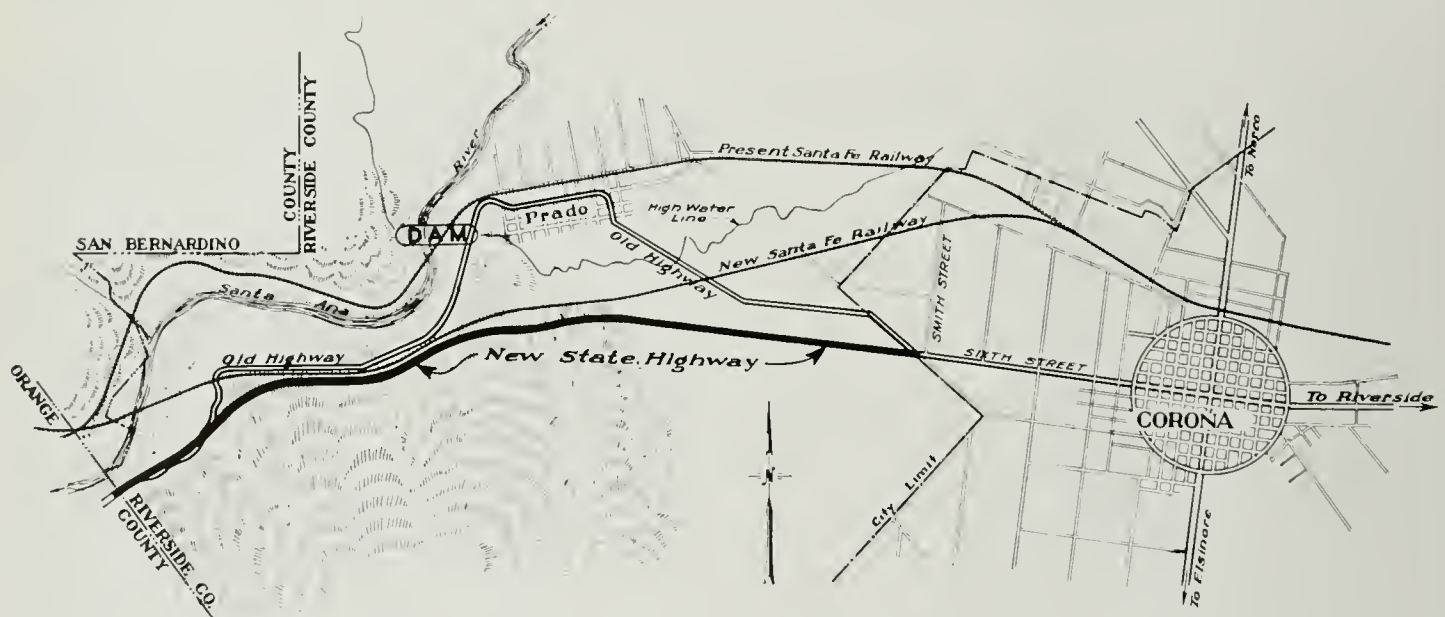 SAN BERNARDINO
COUNTY
RIVERSIDE COUNTY
River
DAM
Santa
Ana
Prado
Present Santa Fe Railway
High Water
Line
Old Highway
New Santa Fe Railway
SMITH STREET
To Norco
Old Highway
New State Highway
SIXTH STREET
To Riverside
CORONA
ORANGE
COUNTY
RIVERSIDE CO.
RIVERSIDE
COUNTY
N
City Limit
To Elsinore